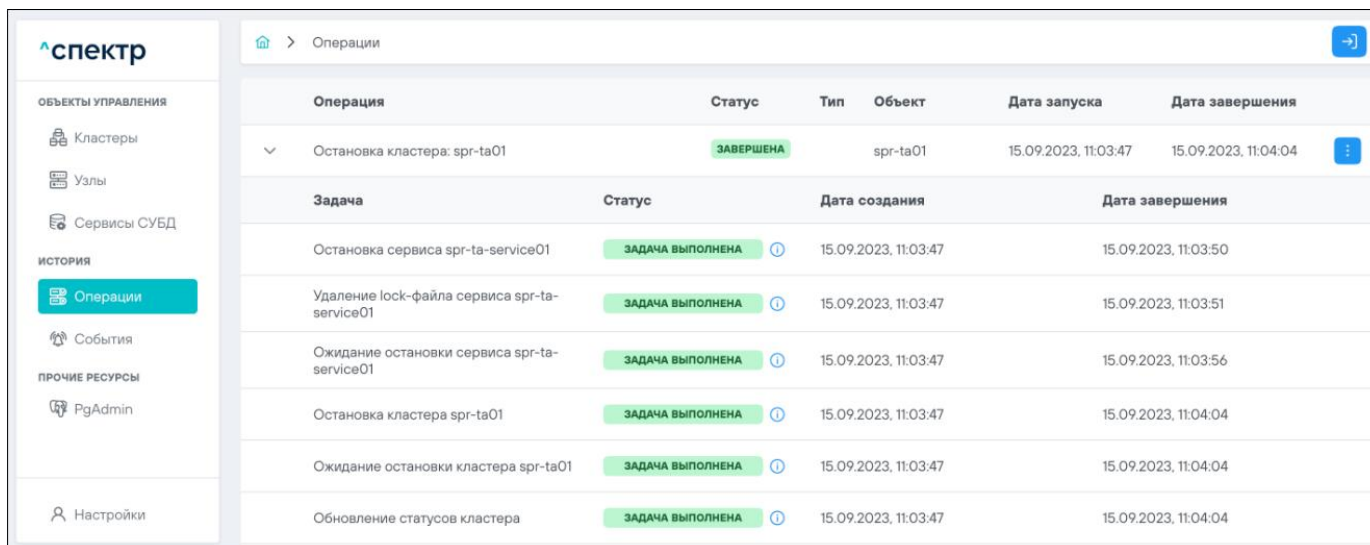 ^спектр
ОБЪЕКТЫ УПРАВЛЕНИЯ
Кластеры
Узлы
Сервисы СУБД
ИСТОРИЯ
Операции
События
ПРОЧИЕ РЕСУРСЫ
PgAdmin
Настройки
> Операции
Операция Статус Тип Объект Дата запуска Дата завершения
Остановка кластера: spr-ta01 ЗАВЕРШЕНА spr-ta01 15.09.2023, 11:03:47 15.09.2023, 11:04:04
Задача Статус Дата создания Дата завершения
Остановка сервиса spr-ta-service01 ЗАДАЧА ВЫПОЛНЕНА 15.09.2023, 11:03:47 15.09.2023, 11:03:50
Удаление lock-файла сервиса spr-ta-
service01 ЗАДАЧА ВЫПОЛНЕНА 15.09.2023, 11:03:47 15.09.2023, 11:03:51
Ожидание остановки сервиса spr-ta-
service01 ЗАДАЧА ВЫПОЛНЕНА 15.09.2023, 11:03:47 15.09.2023, 11:03:56
Остановка кластера spr-ta01 ЗАДАЧА ВЫПОЛНЕНА 15.09.2023, 11:03:47 15.09.2023, 11:04:04
Ожидание остановки кластера spr-ta01 ЗАДАЧА ВЫПОЛНЕНА 15.09.2023, 11:03:47 15.09.2023, 11:04:04
Обновление статусов кластера ЗАДАЧА ВЫПОЛНЕНА 15.09.2023, 11:03:47 15.09.2023, 11:04:04